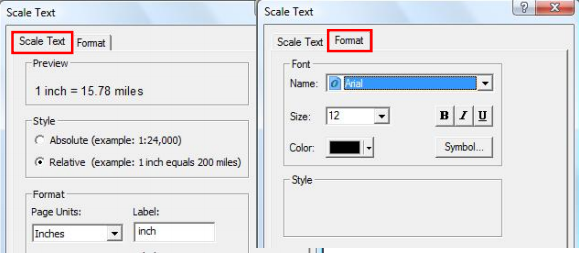 Scale Text
Scale Text
Format
Preview
1 inch = 15.78 miles
Style
Absolute (example: 1:24,000)
Relative (example: 1 inch equals 200 miles)
Format
Page Units:
Label:
Inches
inch
Scale Text
?
X
Scale Text
Format
Font
Name:
Arial
Size:
12
B I U
Color:
Symbol...
Style